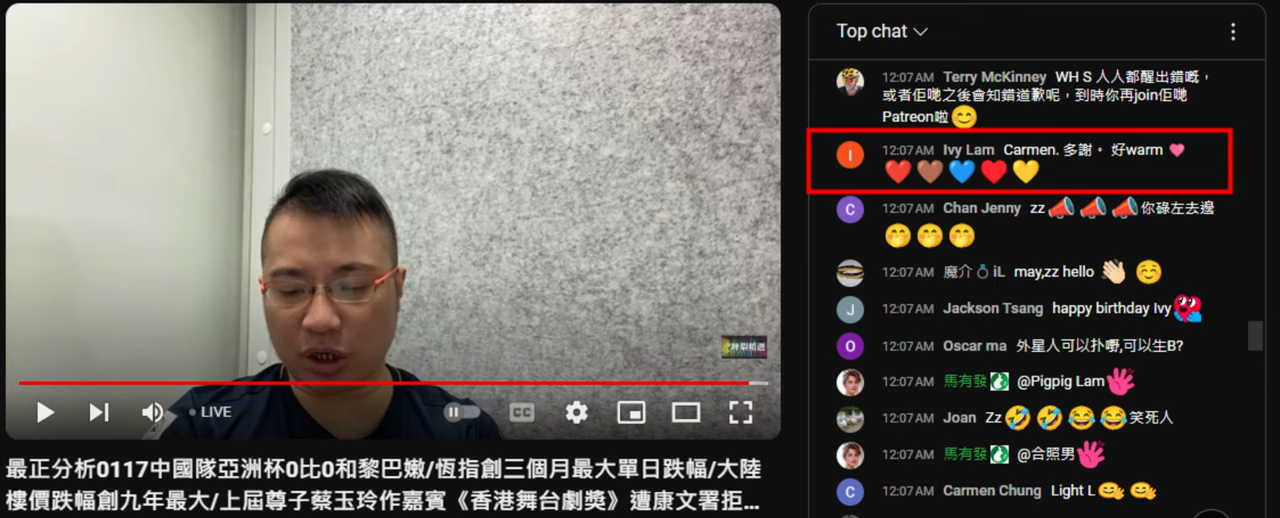 Top chat
12:07 AM Terry McKinney WH S 人人都醒出錯嘅，
或者佢哋之後會知錯道歉呢，到時你再join佢哋
Patreon啦😊
I
12:07 AM Ivy Lam Carmen. 多謝。 好warm 💗
❤️🤎💙❤️💛
C
12:07 AM Chan Jenny zz📣📣📣你碌左去邊
🤭🤭🤭
12:07 AM 魔介💍iL may,zz hello 👋🏻 ☺️
J
12:07 AM Jackson Tsang happy birthday Ivy
O
12:07 AM Oscar ma 外星人可以扑嘢,可以生B?
12:07 AM 馬有發 @Pigpig Lam
12:07 AM Joan Zz🤣🤣😂😂笑死人
12:07 AM 馬有發 @合照男
C
12:07 AM Carmen Chung Light L
LIVE
CC
最正分析0117中國隊亞洲杯0比0和黎巴嫩/恆指創三個月最大單日跌幅/大陸
樓價跌幅創九年最大/上屆尊子蔡玉玲作嘉賓《香港舞台劇獎》遭康文署拒...